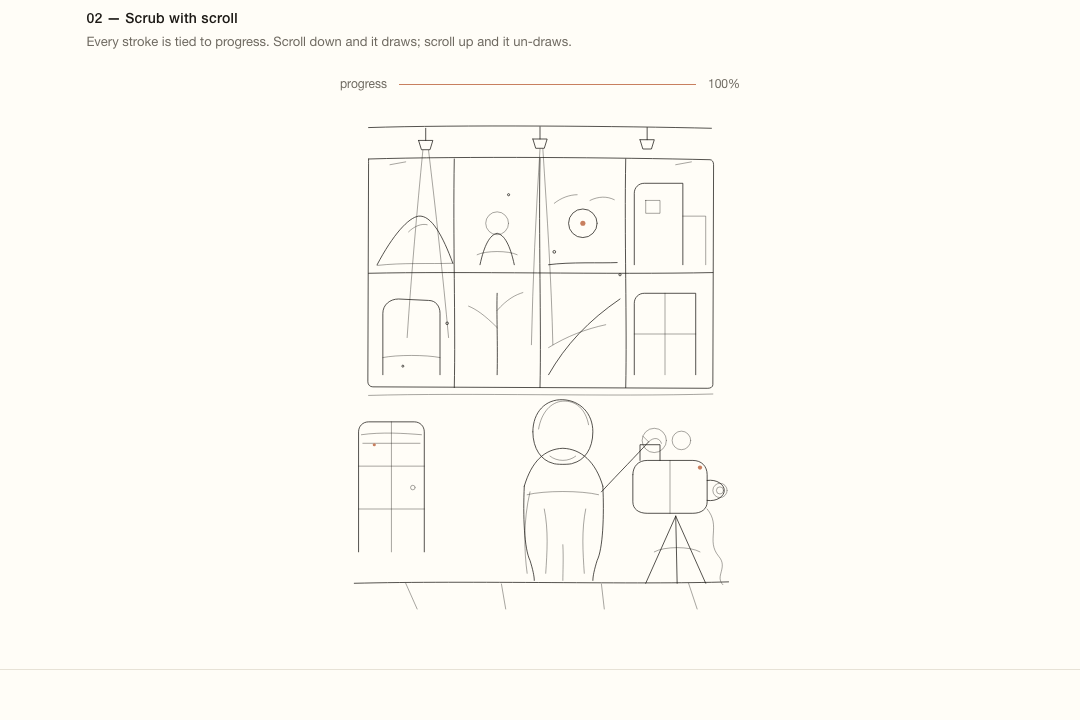 02 — Scrub with scroll
Every stroke is tied to progress. Scroll down and it draws; scroll up and it un-draws.
progress 100%